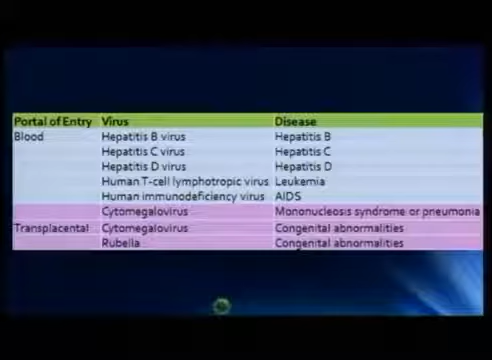 Portal of Entry Virus Disease
Blood Hepatitis B virus Hepatitis B
Hepatitis C virus Hepatitis C
Hepatitis D virus Hepatitis D
Human T-cell lymphotropic virus Leukemia
Human immunodeficiency virus AIDS
Cytomegalovirus Mononucleosis syndrome or pneumonia
Transplacental Cytomegalovirus Congenital abnormalities
Rubella Congenital abnormalities